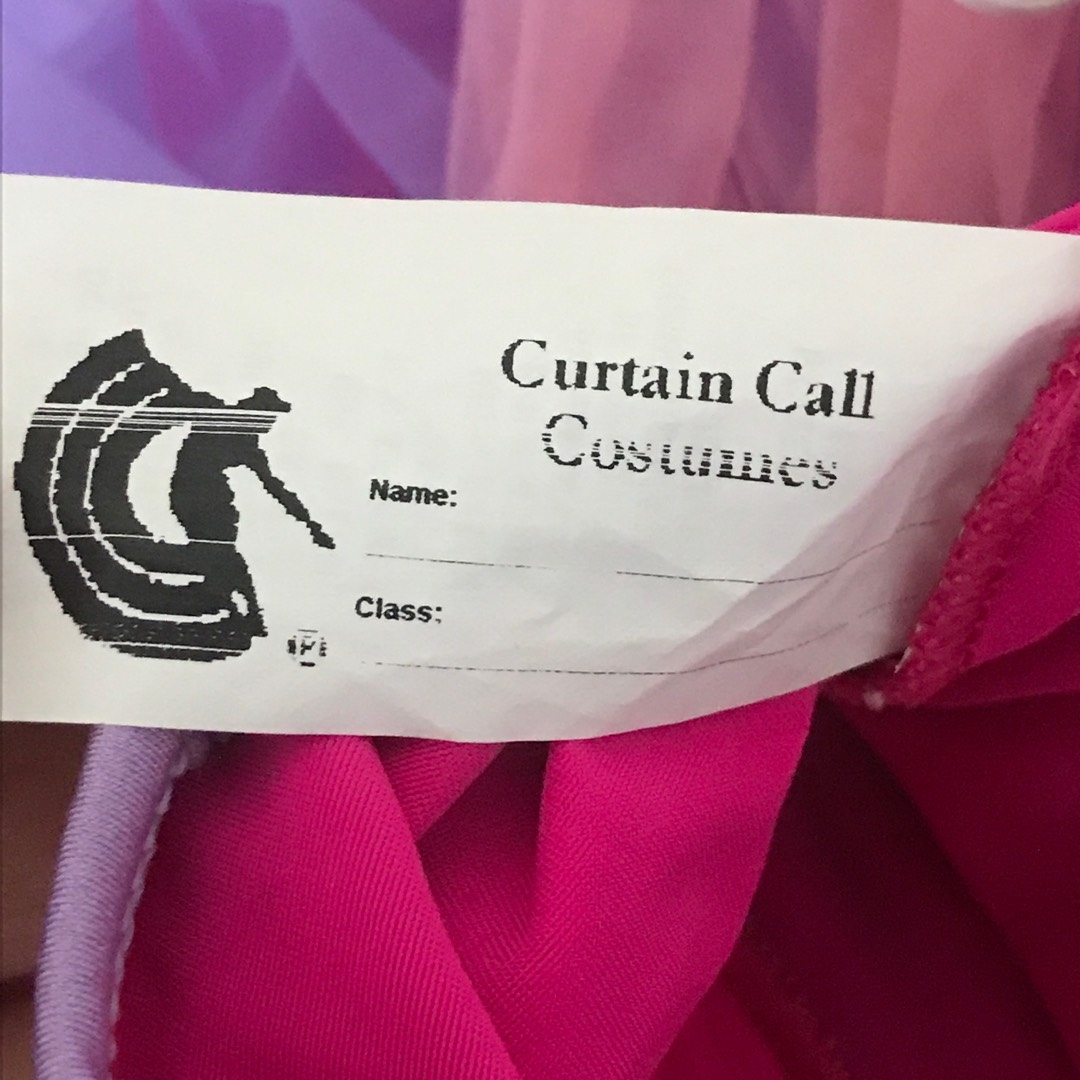 Curtain Call
Costumes
Name:
Class: